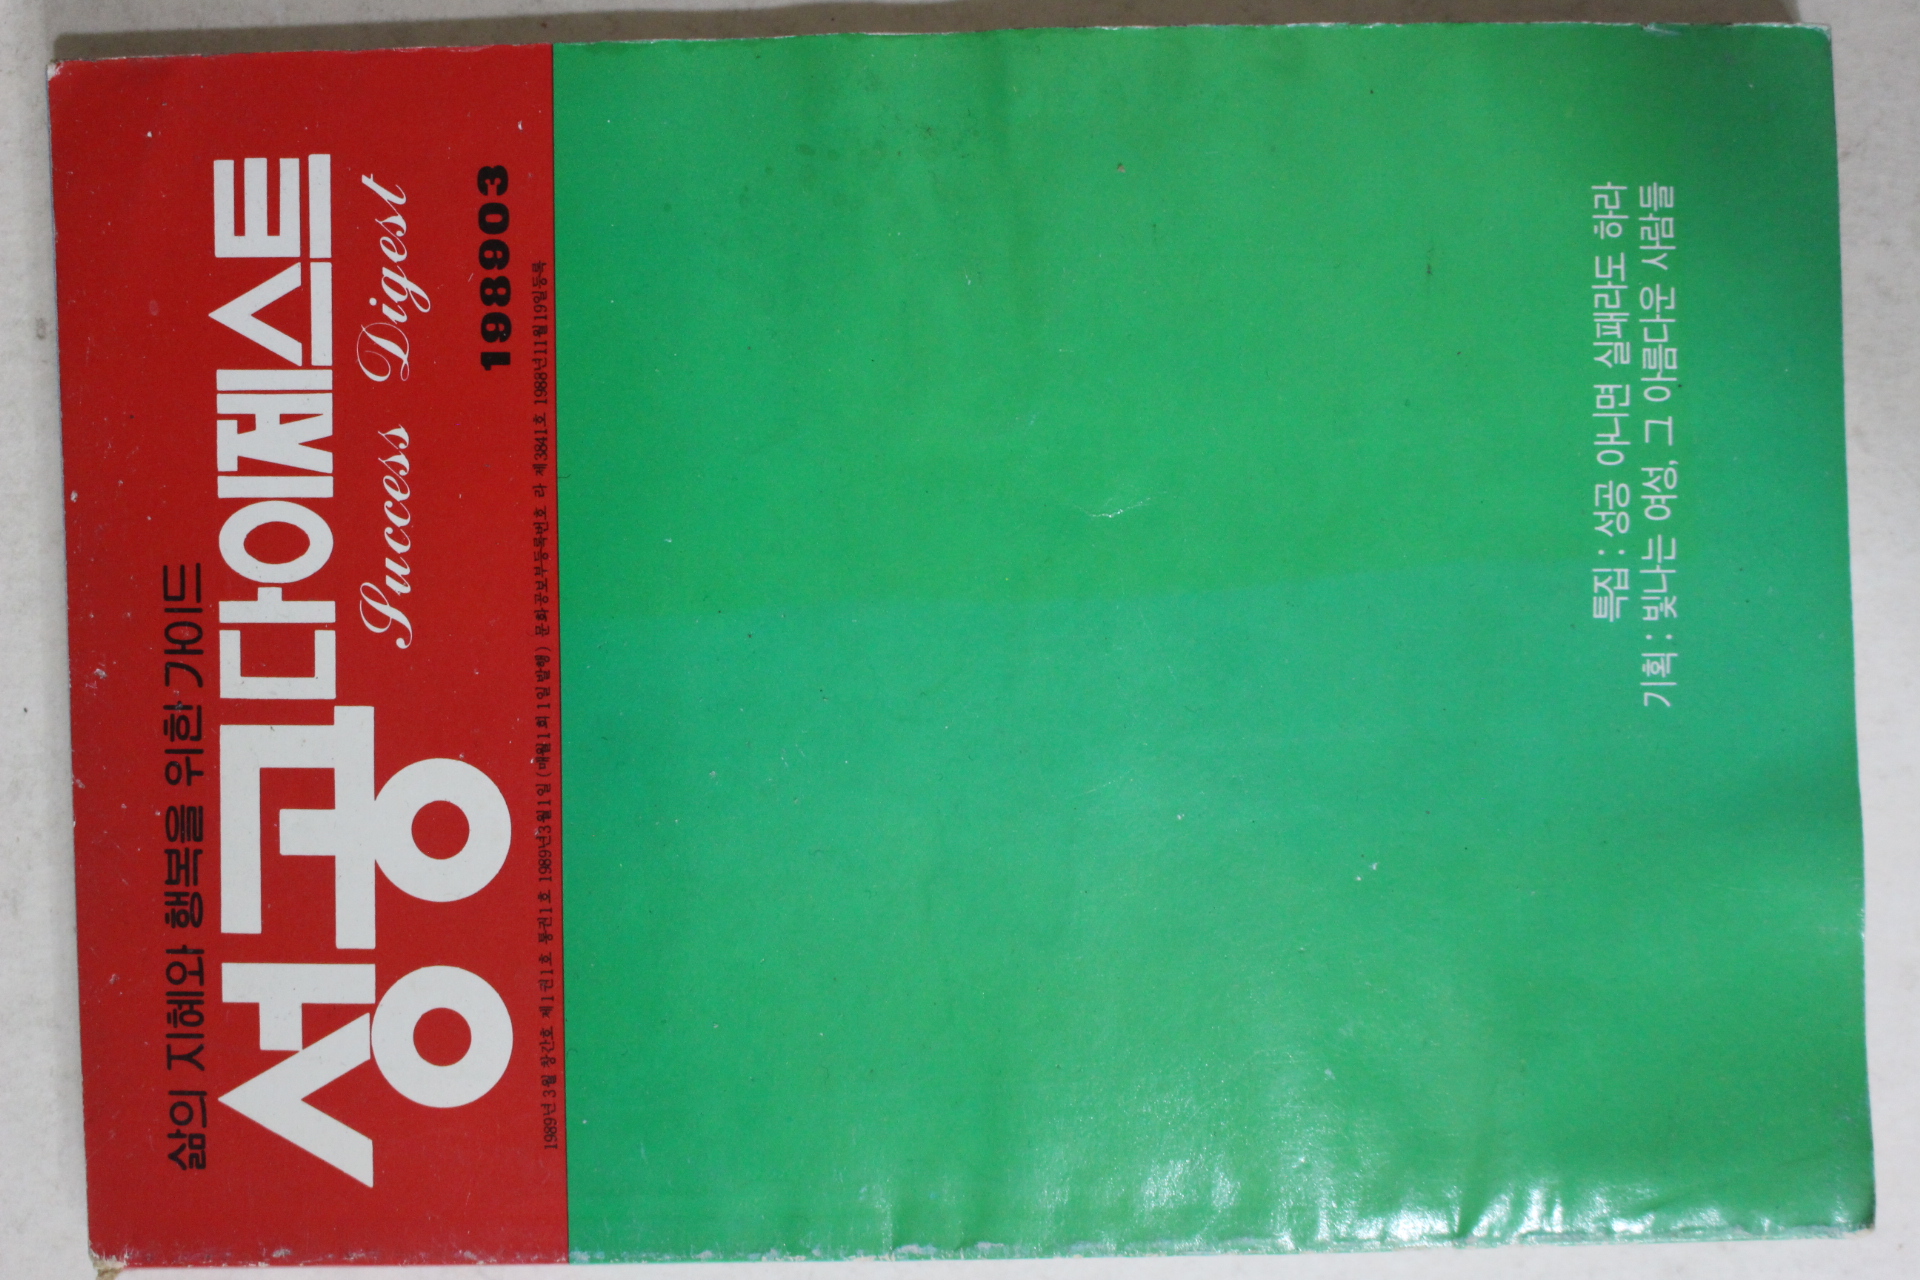 삶의 지혜와 행복을 위한 가이드
성공다이제스트
Success Digest
198903
1989년 3월 창간호 제1권1호 통권1호 1989년3월1일 (매월1회1일발행) 문화공보부등록번호 라 제3841호 1988년11월19일등록
특집 : 성공 아니면 실패라도 하라
기획 : 빛나는 여성, 그 아름다운 사람들